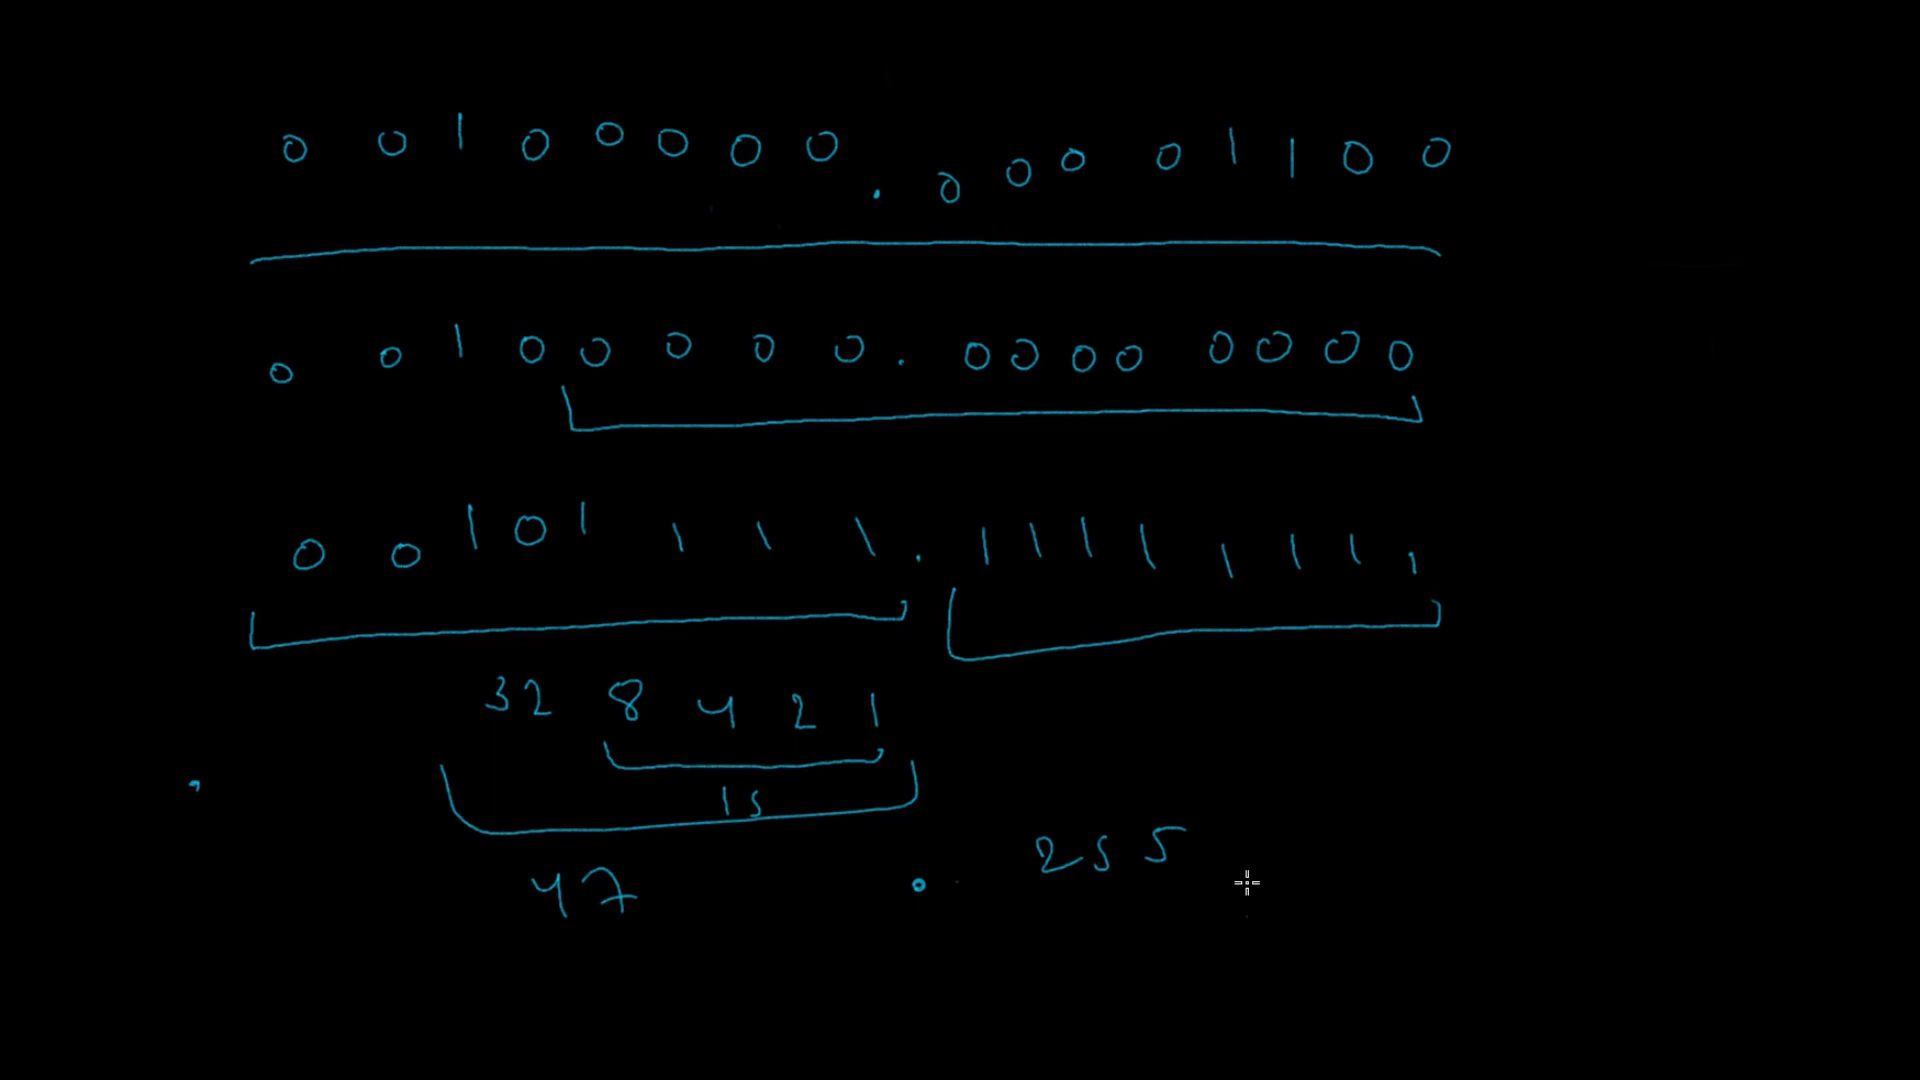 0 0 1 0 0 0 0 0 . 0 0 0 0 1 1 0 0
0 0 1 0 0 0 0 0 . 0 0 0 0 0 0 0 0
0 0 1 0 1 1 1 1 . 1 1 1 1 1 1 1 1
32 8 4 2 1
15
47 . 255